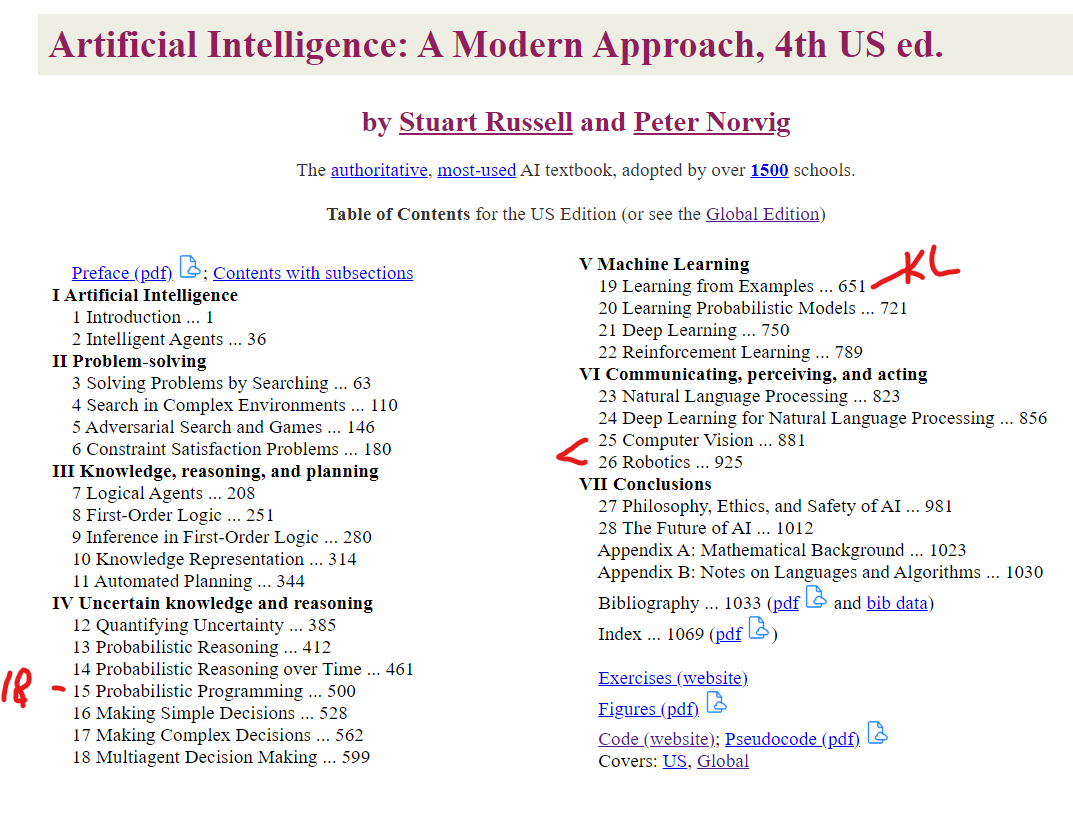 Artificial Intelligence: A Modern Approach, 4th US ed.
by Stuart Russell and Peter Norvig
The authoritative, most-used AI textbook, adopted by over 1500 schools.
Table of Contents for the US Edition (or see the Global Edition)
Preface (pdf) ; Contents with subsections
I Artificial Intelligence
1 Introduction ... 1
2 Intelligent Agents ... 36
II Problem-solving
3 Solving Problems by Searching ... 63
4 Search in Complex Environments ... 110
5 Adversarial Search and Games ... 146
6 Constraint Satisfaction Problems ... 180
III Knowledge, reasoning, and planning
7 Logical Agents ... 208
8 First-Order Logic ... 251
9 Inference in First-Order Logic ... 280
10 Knowledge Representation ... 314
11 Automated Planning ... 344
IV Uncertain knowledge and reasoning
12 Quantifying Uncertainty ... 385
13 Probabilistic Reasoning ... 412
14 Probabilistic Reasoning over Time ... 461
18 - 15 Probabilistic Programming ... 500
16 Making Simple Decisions ... 528
17 Making Complex Decisions ... 562
18 Multiagent Decision Making ... 599
V Machine Learning
19 Learning from Examples ... 651 KL
20 Learning Probabilistic Models ... 721
21 Deep Learning ... 750
22 Reinforcement Learning ... 789
VI Communicating, perceiving, and acting
23 Natural Language Processing ... 823
24 Deep Learning for Natural Language Processing ... 856
25 Computer Vision ... 881
26 Robotics ... 925
VII Conclusions
27 Philosophy, Ethics, and Safety of AI ... 981
28 The Future of AI ... 1012
Appendix A: Mathematical Background ... 1023
Appendix B: Notes on Languages and Algorithms ... 1030
Bibliography ... 1033 (pdf and bib data)
Index ... 1069 (pdf )
Exercises (website)
Figures (pdf)
Code (website); Pseudocode (pdf)
Covers: US, Global